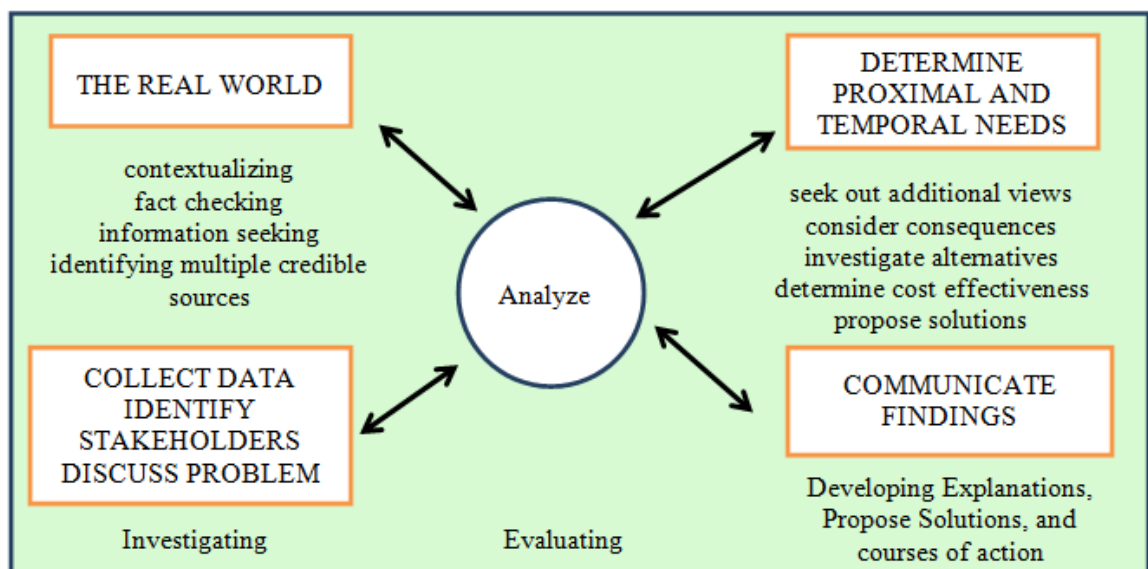 THE REAL WORLD
contextualizing
fact checking
information seeking
identifying multiple credible
sources
COLLECT DATA
IDENTIFY
STAKEHOLDERS
DISCUSS PROBLEM
Investigating
Analyze
Evaluating
DETERMINE
PROXIMAL AND
TEMPORAL NEEDS
seek out additional views
consider consequences
investigate alternatives
determine cost effectiveness
propose solutions
COMMUNICATE
FINDINGS
Developing Explanations,
Propose Solutions, and
courses of action